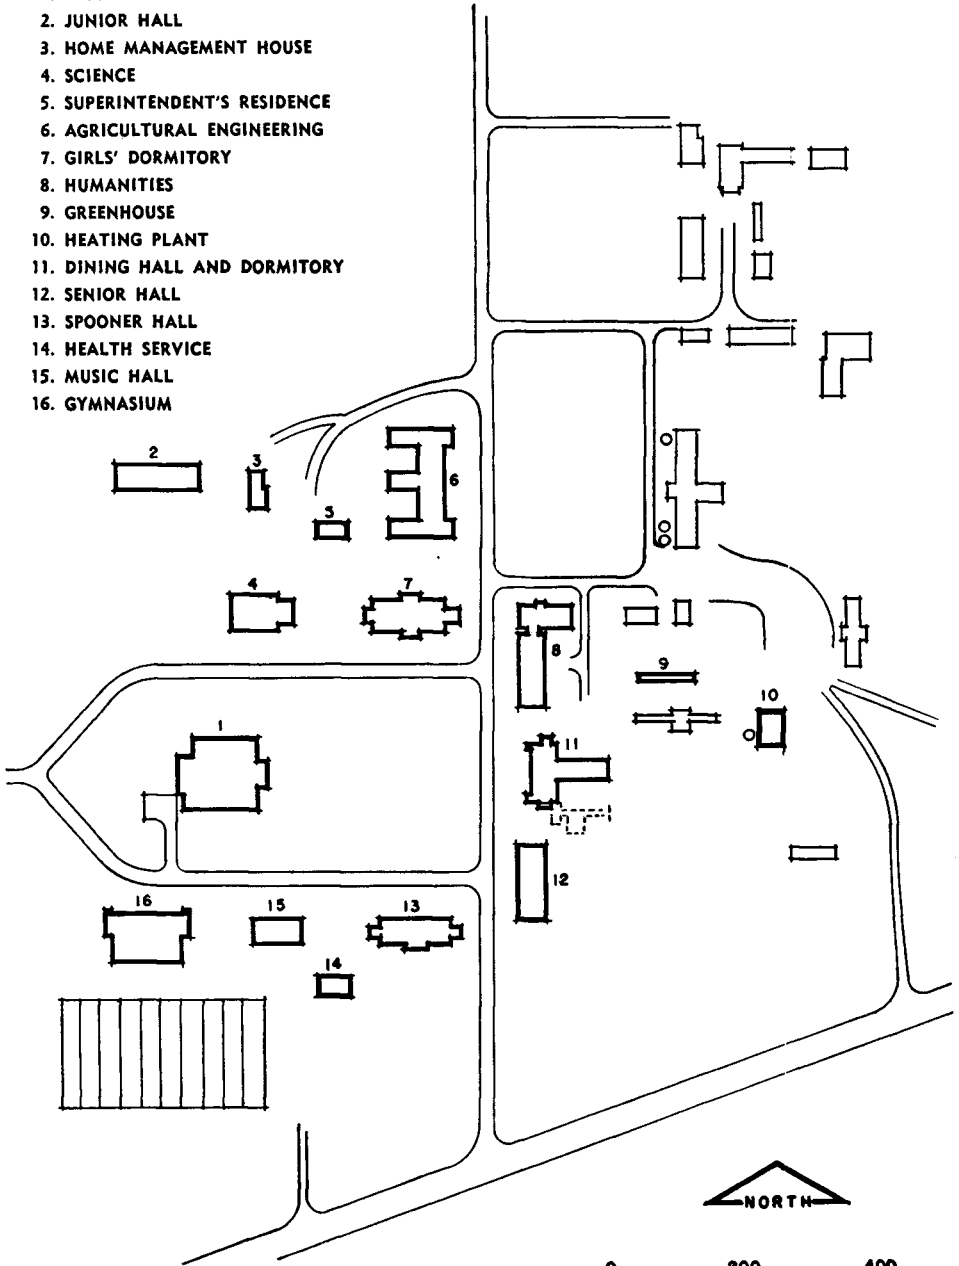 2. JUNIOR HALL
3. HOME MANAGEMENT HOUSE
4. SCIENCE
5. SUPERINTENDENT'S RESIDENCE
6. AGRICULTURAL ENGINEERING
7. GIRLS' DORMITORY
8. HUMANITIES
9. GREENHOUSE
10. HEATING PLANT
11. DINING HALL AND DORMITORY
12. SENIOR HALL
13. SPOONER HALL
14. HEALTH SERVICE
15. MUSIC HALL
16. GYMNASIUM
2
3
6
5
4
7
8
9
10
1
11
12
16
15
13
14
NORTH
0 200 400